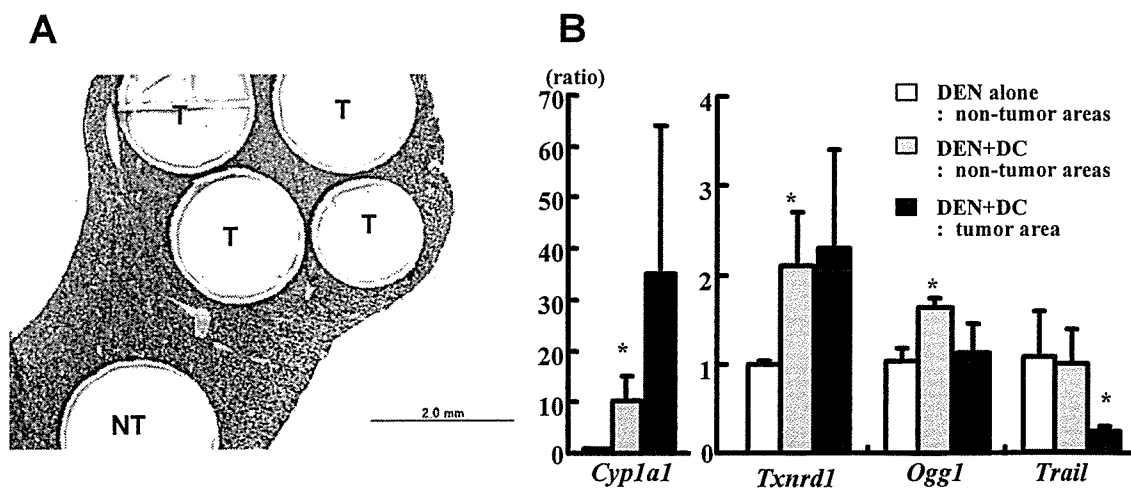 A
T
T
T
T
NT
2.0 mm
B
(ratio)
70
60
50
40
30
20
10
0
4
3
2
1
0
*
*
*
*
Cyp1a1
Txnrd1
Ogg1
Trail
DEN alone
: non-tumor areas
DEN+DC
: non-tumor areas
DEN+DC
: tumor area